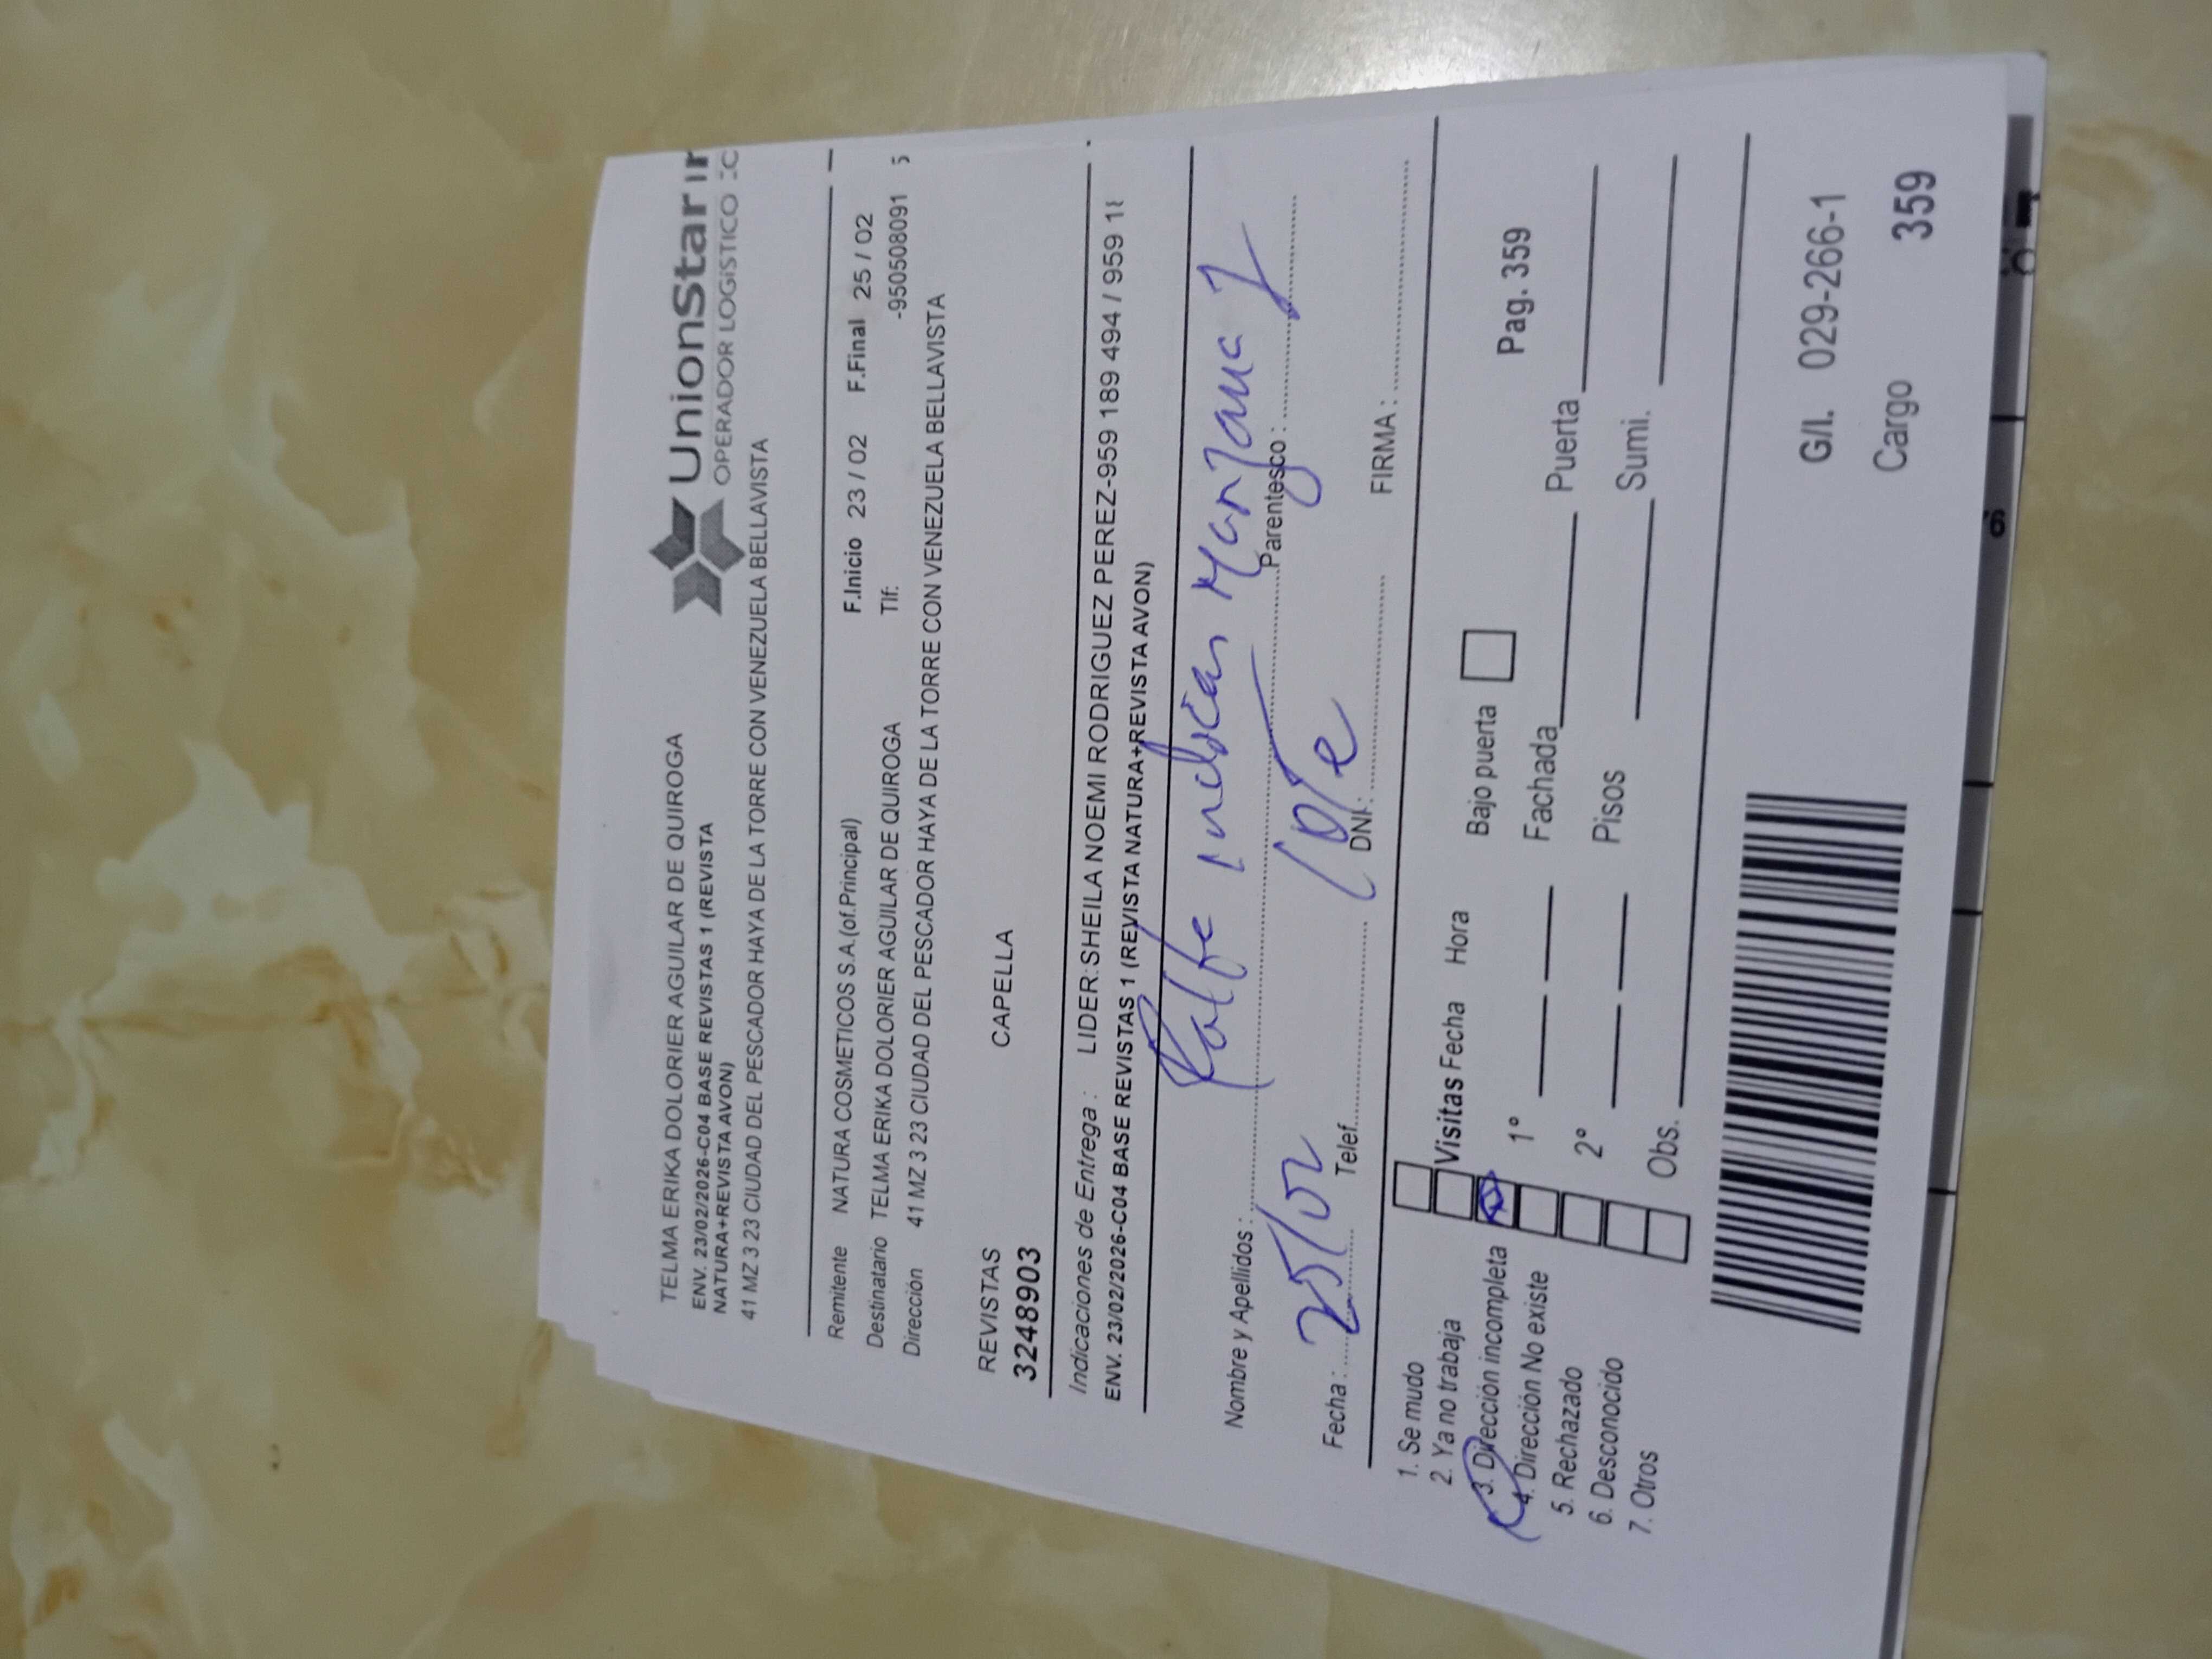 TELMA ERIKA DOLORIER AGUILAR DE QUIROGA
ENV. 23/02/2026-C04 BASE REVISTAS 1 (REVISTA
NATURA+REVISTA AVON)
41 MZ 3 23 CIUDAD DEL PESCADOR HAYA DE LA TORRE CON VENEZUELA BELLAVISTA
Unionstar
OPERADOR LOGÍSTICO
Remitente NATURA COSMETICOS S.A.(of.Principal) F.Inicio 23 / 02 F.Final 25 / 02
Destinatario TELMA ERIKA DOLORIER AGUILAR DE QUIROGA Tlf: -950508091 5
Dirección 41 MZ 3 23 CIUDAD DEL PESCADOR HAYA DE LA TORRE CON VENEZUELA BELLAVISTA
REVISTAS CAPELLA
3248903
Indicaciones de Entrega : LIDER:SHEILA NOEMI RODRIGUEZ PEREZ-959 189 494 / 959 18
ENV. 23/02/2026-C04 BASE REVISTAS 1 (REVISTA NATURA+REVISTA AVON)
Falta indicar Manzana y
Lote
Nombre y Apellidos : Parentesco :
25/02
Fecha : Telef. DNI : FIRMA :
1. Se mudo
2. Ya no trabaja
3. Dirección incompleta
4. Dirección No existe
5. Rechazado
6. Desconocido
7. Otros
Visitas Fecha Hora Bajo puerta Pag. 359
1° Fachada Puerta
2° Pisos Sumi.
Obs.
G/I. 029-266-1
Cargo 359